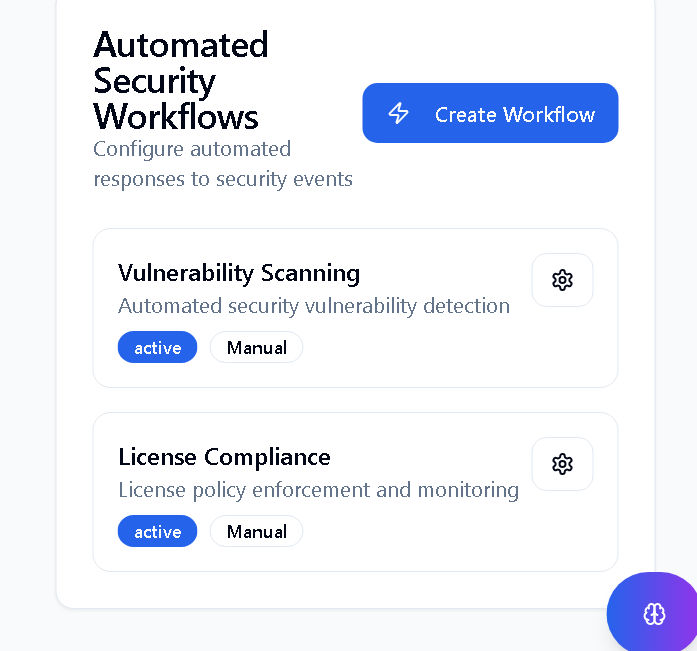 Automated
Security
Workflows
Configure automated
responses to security events
Create Workflow
Vulnerability Scanning
Automated security vulnerability detection
active
Manual
License Compliance
License policy enforcement and monitoring
active
Manual